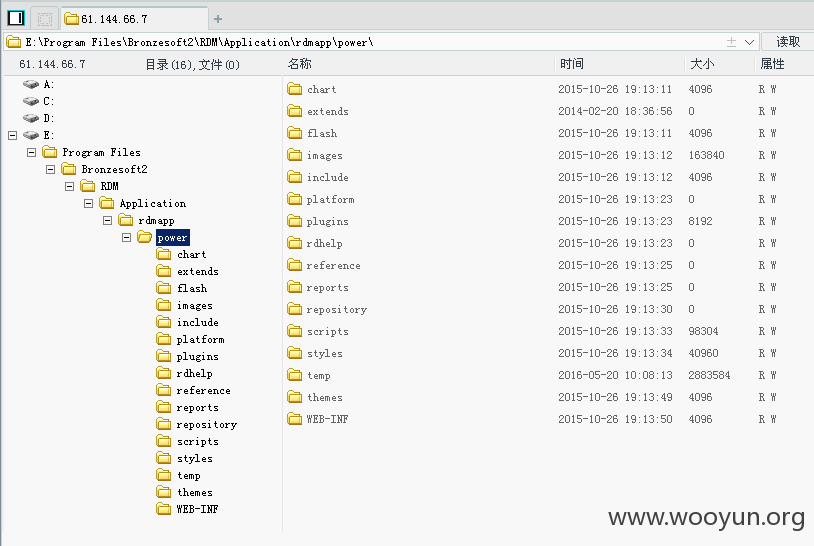 61.144.66.7
E:\Program Files\Bronzesoft2\RDM\Application\rdmapp\power\ 读取
61.144.66.7 目录(16),文件(0) 名称 时间 大小 属性
A:
C:
D:
E:
Program Files
Bronzesoft2
RDM
Application
rdmapp
power
chart
extends
flash
images
include
platform
plugins
rdhelp
reference
reports
repository
scripts
styles
temp
themes
WEB-INF
chart 2015-10-26 19:13:11 4096 R W
extends 2014-02-20 18:36:56 0 R W
flash 2015-10-26 19:13:11 4096 R W
images 2015-10-26 19:13:12 163840 R W
include 2015-10-26 19:13:12 4096 R W
platform 2015-10-26 19:13:23 0 R W
plugins 2015-10-26 19:13:23 8192 R W
rdhelp 2015-10-26 19:13:23 0 R W
reference 2015-10-26 19:13:25 0 R W
reports 2015-10-26 19:13:25 0 R W
repository 2015-10-26 19:13:30 0 R W
scripts 2015-10-26 19:13:33 98304 R W
styles 2015-10-26 19:13:34 40960 R W
temp 2016-05-20 10:08:13 2883584 R W
themes 2015-10-26 19:13:49 4096 R W
WEB-INF 2015-10-26 19:13:50 4096 R W
www.wooyun.org